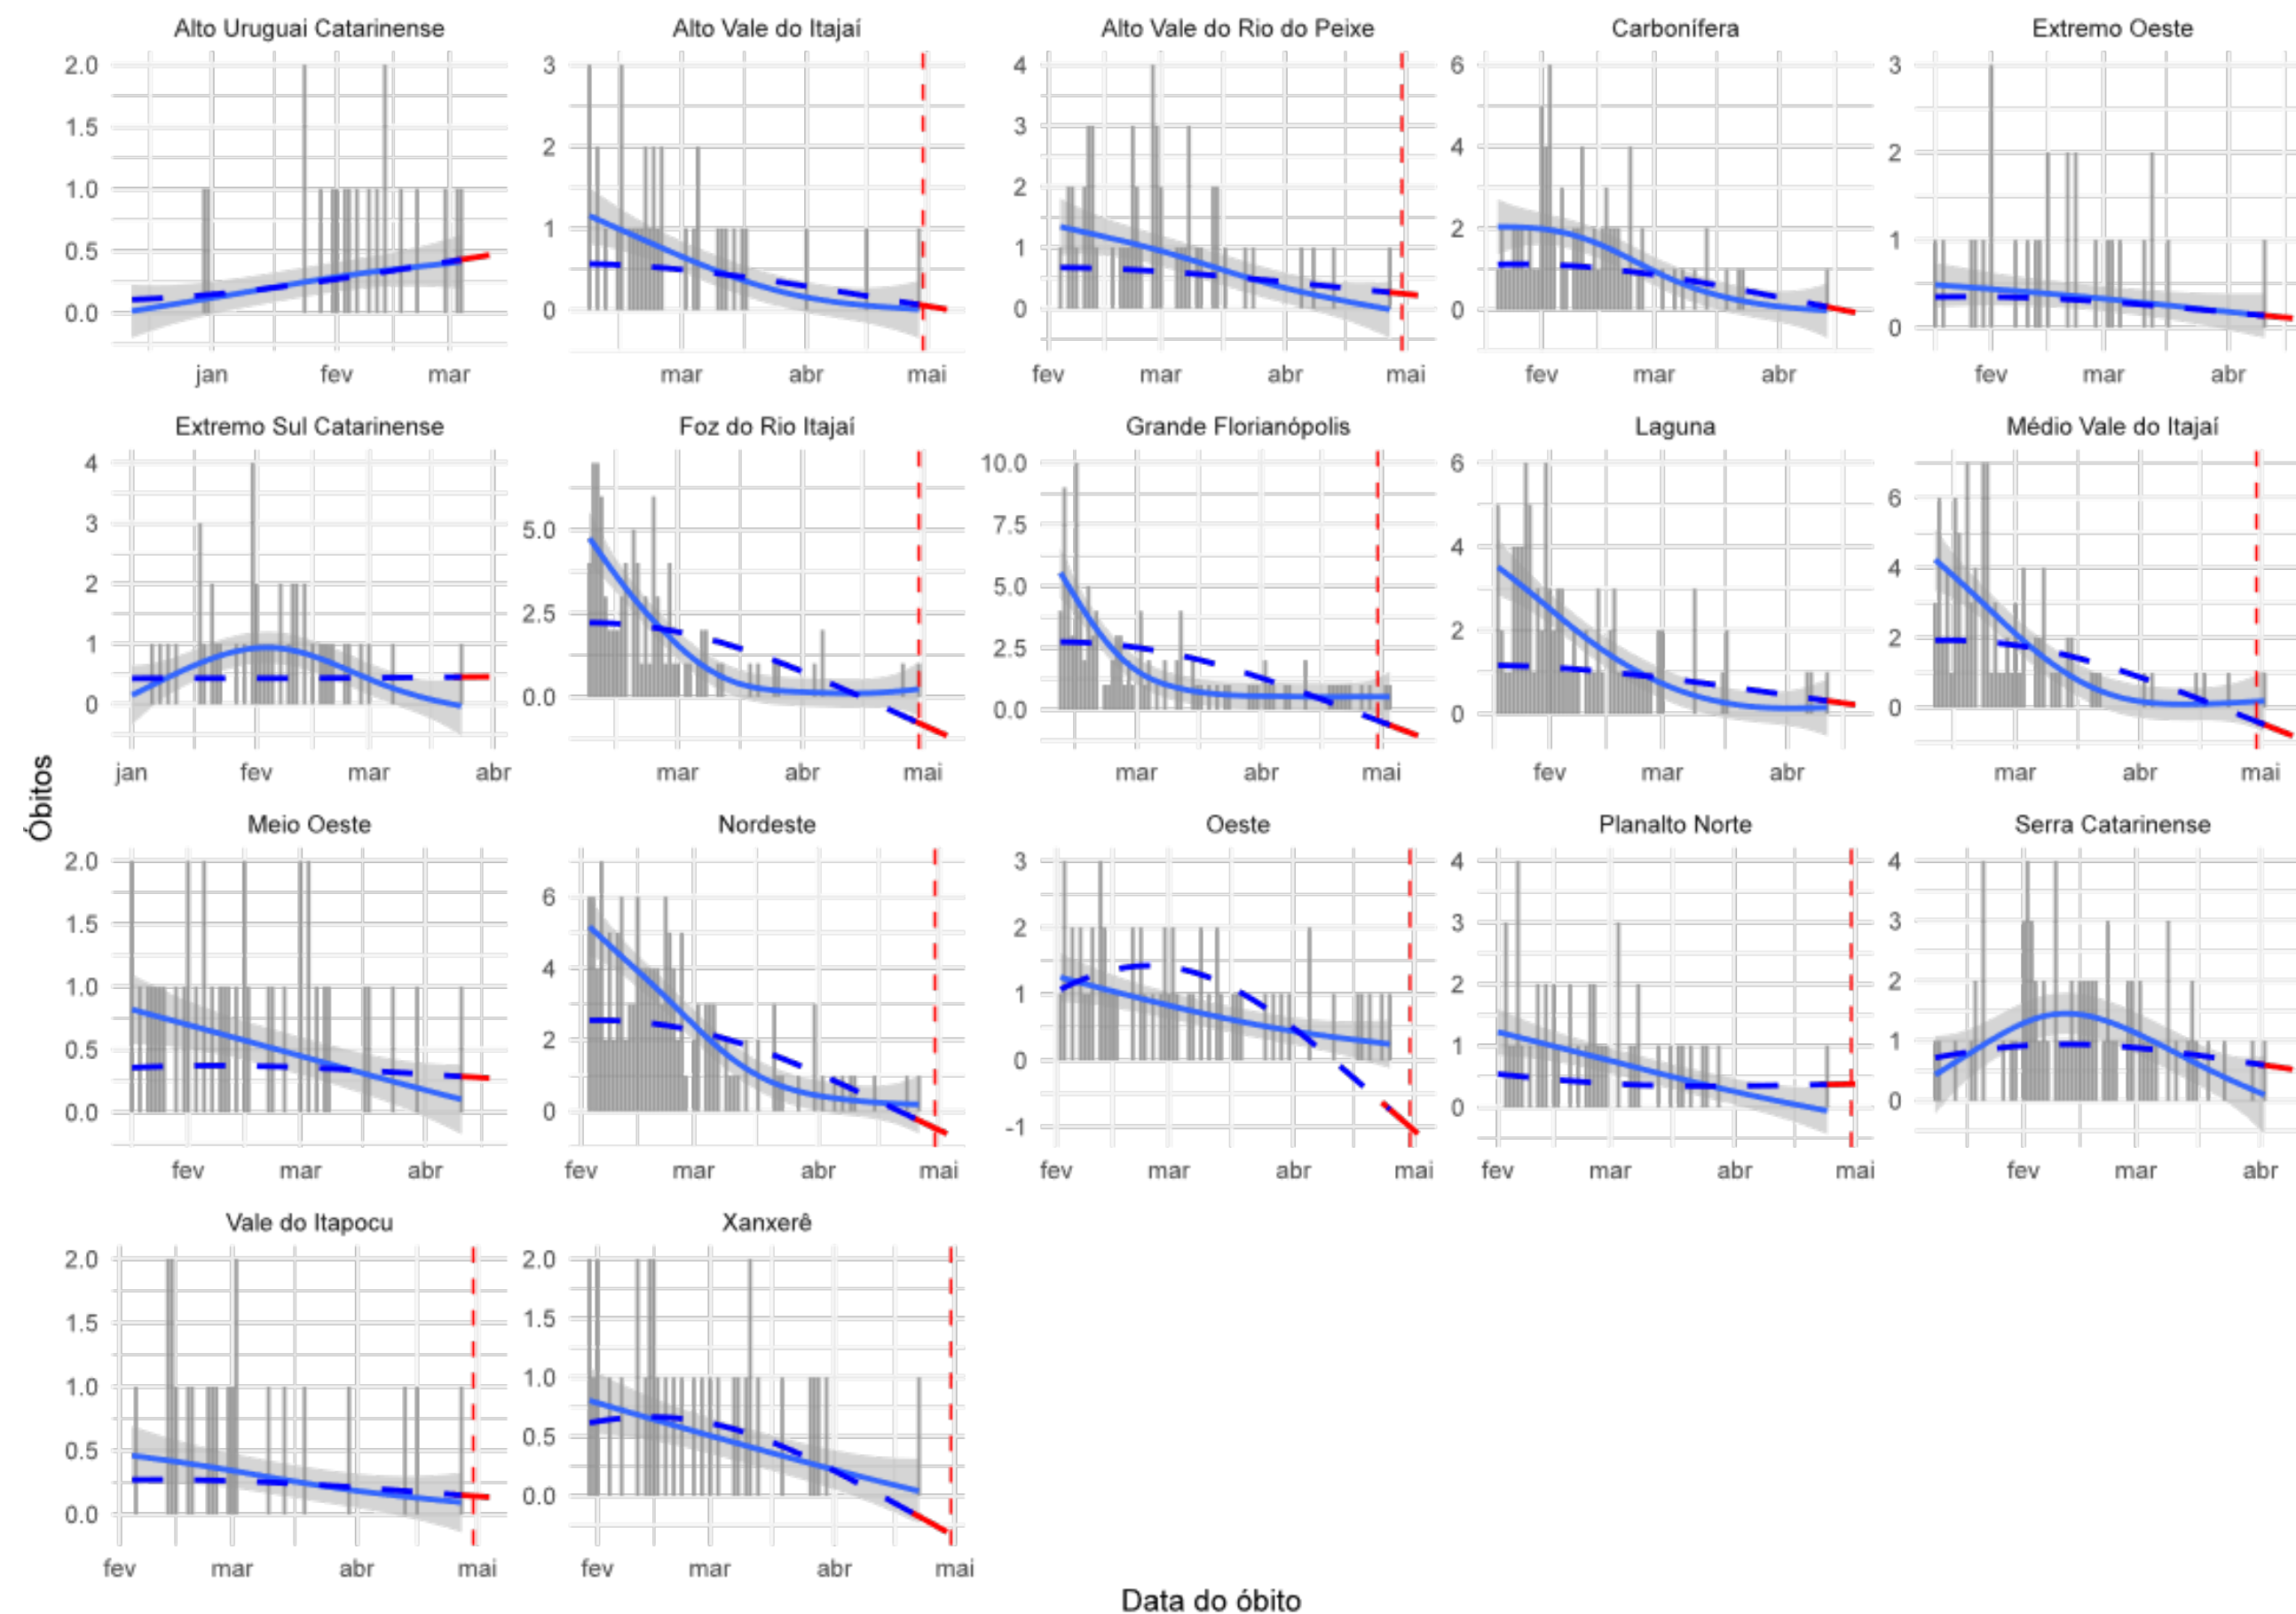 Alto Uruguai Catarinense
2.0
1.5
1.0
0.5
0.0
jan fev mar
Alto Vale do Itajaí
3
2
1
0
mar abr mai
Alto Vale do Rio do Peixe
4
3
2
1
0
fev mar abr mai
Carbonífera
6
4
2
0
fev mar abr
Extremo Oeste
3
2
1
0
fev mar abr
Extremo Sul Catarinense
4
3
2
1
0
jan fev mar abr
Foz do Rio Itajaí
5.0
2.5
0.0
mar abr mai
Grande Florianópolis
10.0
7.5
5.0
2.5
0.0
mar abr mai
Laguna
6
4
2
0
fev mar abr
Médio Vale do Itajaí
6
4
2
0
mar abr mai
Óbitos
Meio Oeste
2.0
1.5
1.0
0.5
0.0
fev mar abr
Nordeste
6
4
2
0
fev mar abr mai
Oeste
3
2
1
0
-1
fev mar abr mai
Planalto Norte
4
3
2
1
0
fev mar abr mai
Serra Catarinense
4
3
2
1
0
fev mar abr
Vale do Itapocu
2.0
1.5
1.0
0.5
0.0
fev mar abr mai
Xanxerê
2.0
1.5
1.0
0.5
0.0
fev mar abr mai
Data do óbito